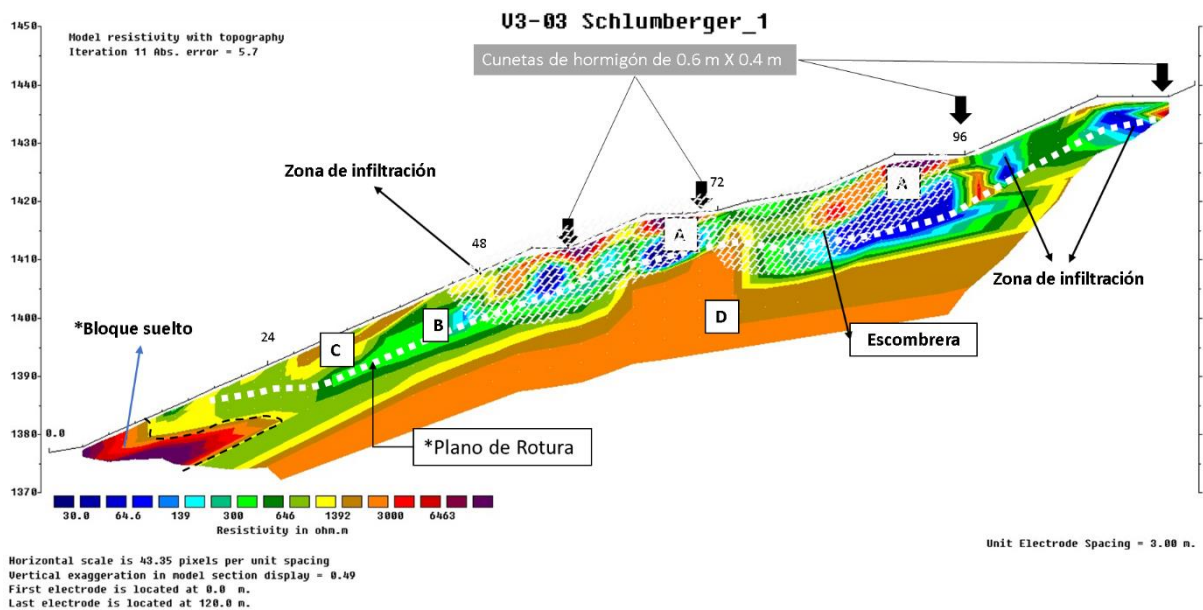 V3-03 Schlumberger_1
Model resistivity with topography
Iteration 11 Abs. error = 5.7
Cunetas de hormigón de 0.6 m X 0.4 m
1450
1440
1430
1420
1410
1400
1390
1380
1370
96
72
48
24
0.0
Zona de infiltración
A
A
Zona de infiltración
*Bloque suelto
B
C
D
Escombrera
*Plano de Rotura
30.0 64.6 139 300 646 1392 3000 6463
Resistivity in ohm.m
Unit Electrode Spacing = 3.00 m.
Horizontal scale is 43.35 pixels per unit spacing
Vertical exaggeration in model section display = 0.49
First electrode is located at 0.0 m.
Last electrode is located at 120.0 m.